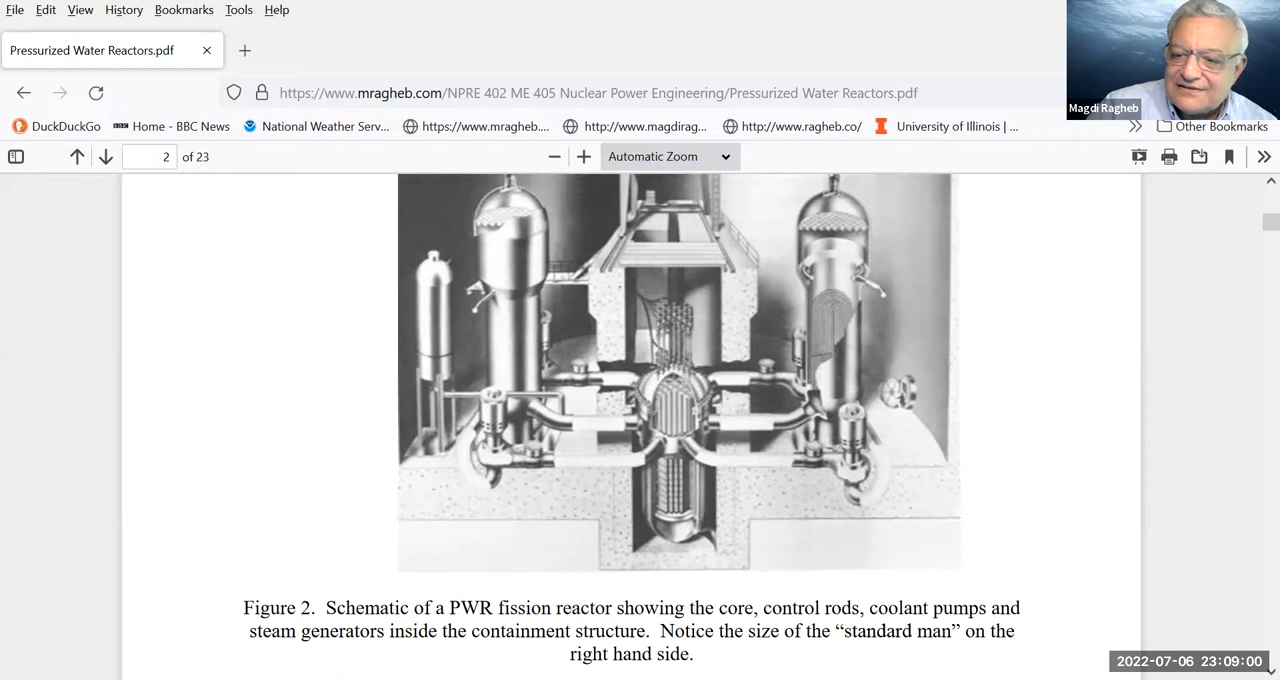 File Edit View History Bookmarks Tools Help
Pressurized Water Reactors.pdf
https://www.mragheb.com/NPRE 402 ME 405 Nuclear Power Engineering/Pressurized Water Reactors.pdf
Magdi Ragheb
DuckDuckGo BBC Home - BBC News National Weather Serv... https://www.mragheb.... http://www.magdirag... http://www.ragheb.co/ I University of Illinois |... Other Bookmarks
2 of 23 Automatic Zoom
Figure 2. Schematic of a PWR fission reactor showing the core, control rods, coolant pumps and
steam generators inside the containment structure. Notice the size of the “standard man” on the
right hand side.
2022-07-06 23:09:00